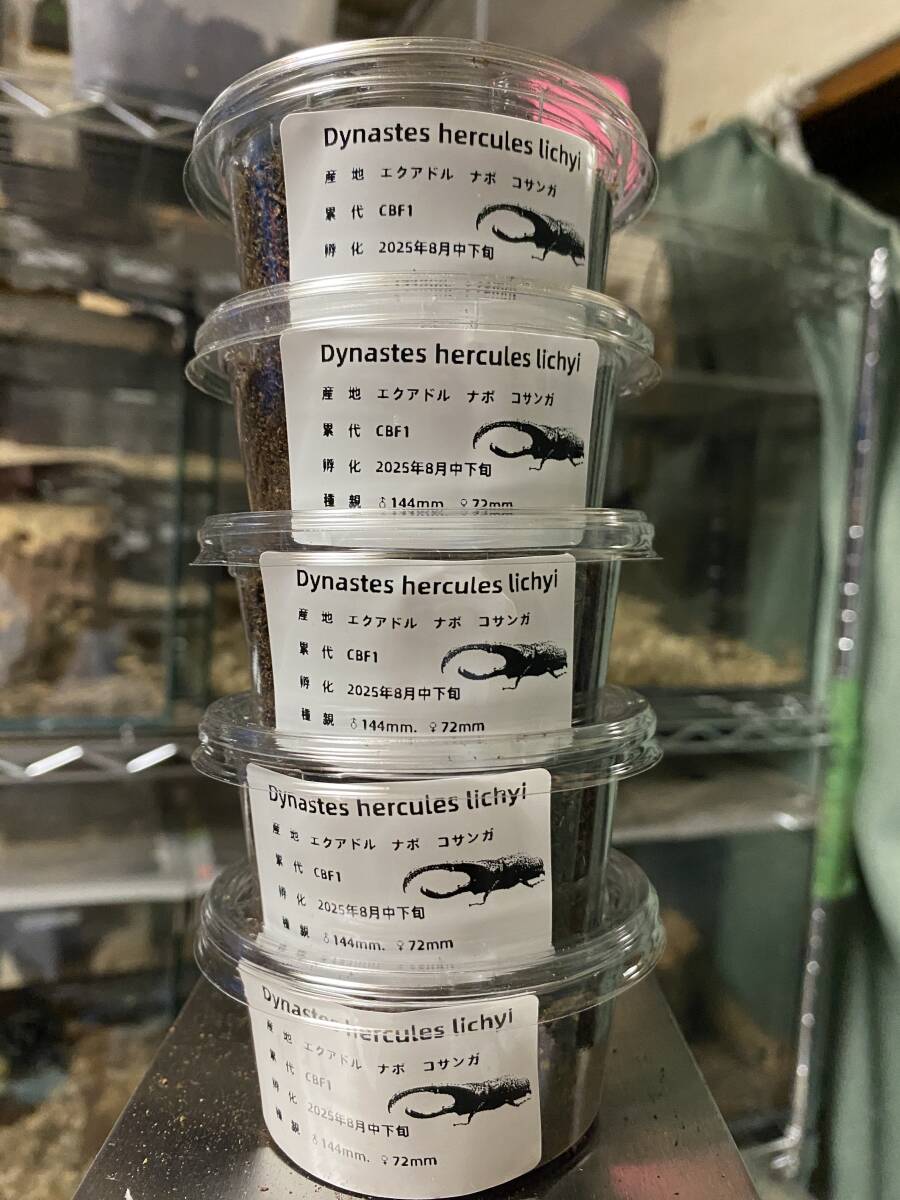 Dynastes hercules lichyi
産 地 エクアドル ナポ コサンガ
累 代 CBF1
孵 化 2025年8月中下旬
Dynastes hercules lichyi
産 地 エクアドル ナポ コサンガ
累 代 CBF1
孵 化 2025年8月中下旬
種 親 ♂144mm ♀72mm
Dynastes hercules lichyi
産 地 エクアドル ナポ コサンガ
累 代 CBF1
孵 化 2025年8月中下旬
種 親 ♂144mm. ♀72mm
Dynastes hercules lichyi
産 地 エクアドル ナポ コサンガ
累 代 CBF1
孵 化 2025年8月中下旬
種 親 ♂144mm. ♀72mm
Dynastes hercules lichyi
産 地 エクアドル ナポ コサンガ
累 代 CBF1
孵 化 2025年8月中下旬
種 親 ♂144mm. ♀72mm